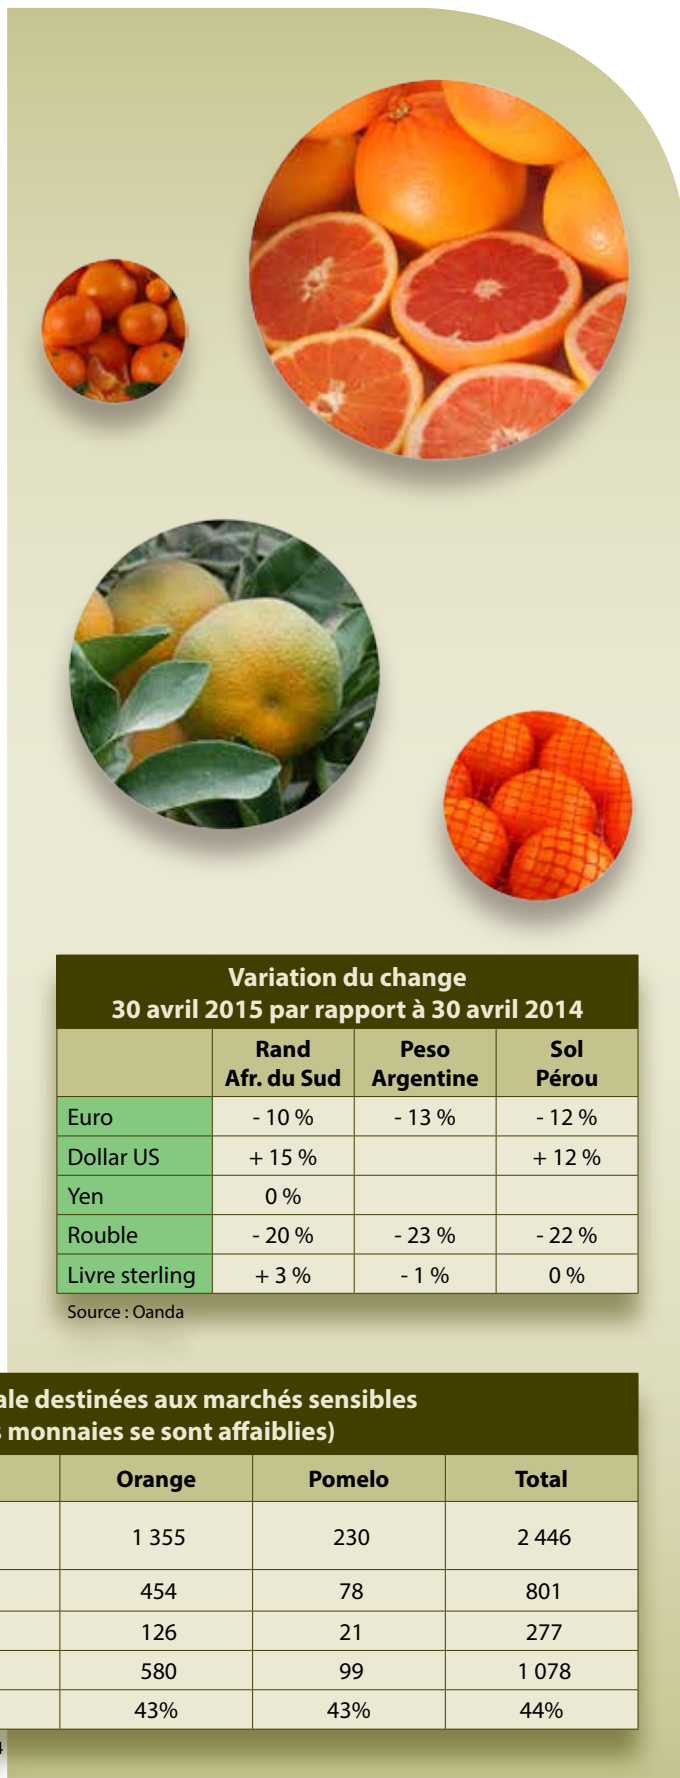 Variation du change
30 avril 2015 par rapport à 30 avril 2014
Rand Afr. du Sud Peso Argentine Sol Pérou
Euro - 10 % - 13 % - 12 %
Dollar US + 15 % + 12 %
Yen 0 %
Rouble - 20 % - 23 % - 22 %
Livre sterling + 3 % - 1 % 0 %
Source : Oanda
ale destinées aux marchés sensibles
s monnaies se sont affaiblies)
Orange Pomelo Total
1 355 230 2 446
454 78 801
126 21 277
580 99 1 078
43% 43% 44%
4